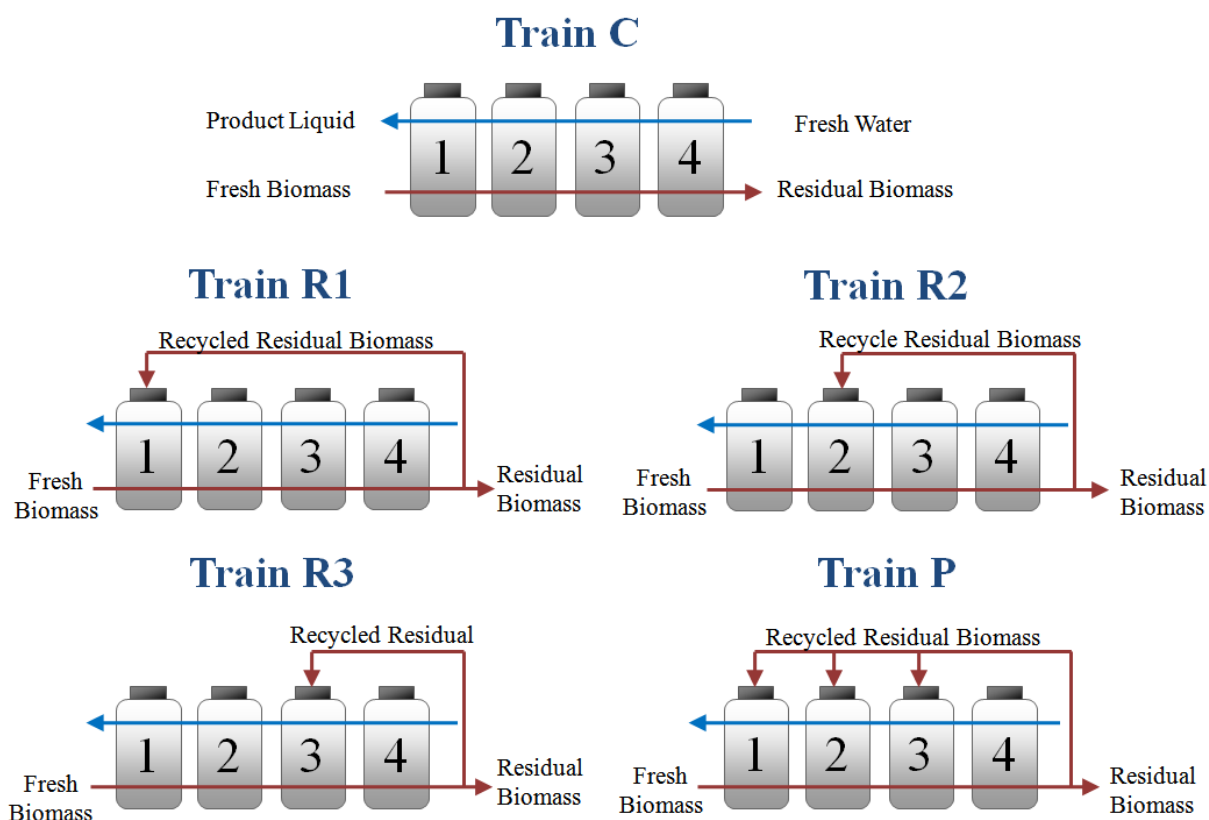 Train C
Product Liquid
Fresh Water
1 2 3 4
Fresh Biomass
Residual Biomass
Train R1
Recycled Residual Biomass
1 2 3 4
Fresh
Biomass
Residual
Biomass
Train R2
Recycle Residual Biomass
1 2 3 4
Fresh
Biomass
Residual
Biomass
Train R3
Recycled Residual
1 2 3 4
Fresh
Biomass
Residual
Biomass
Train P
Recycled Residual Biomass
1 2 3 4
Fresh
Biomass
Residual
Biomass